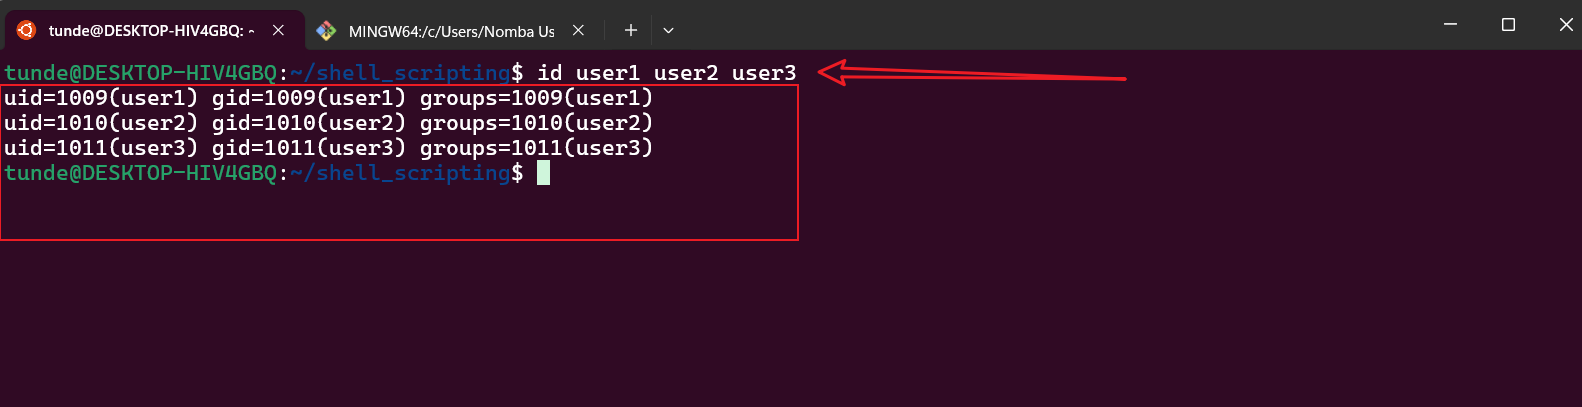 tunde@DESKTOP-HIV4GBQ: ~
MINGW64:/c/Users/Nomba Us
tunde@DESKTOP-HIV4GBQ:~/shell_scripting$ id user1 user2 user3
uid=1009(user1) gid=1009(user1) groups=1009(user1)
uid=1010(user2) gid=1010(user2) groups=1010(user2)
uid=1011(user3) gid=1011(user3) groups=1011(user3)
tunde@DESKTOP-HIV4GBQ:~/shell_scripting$